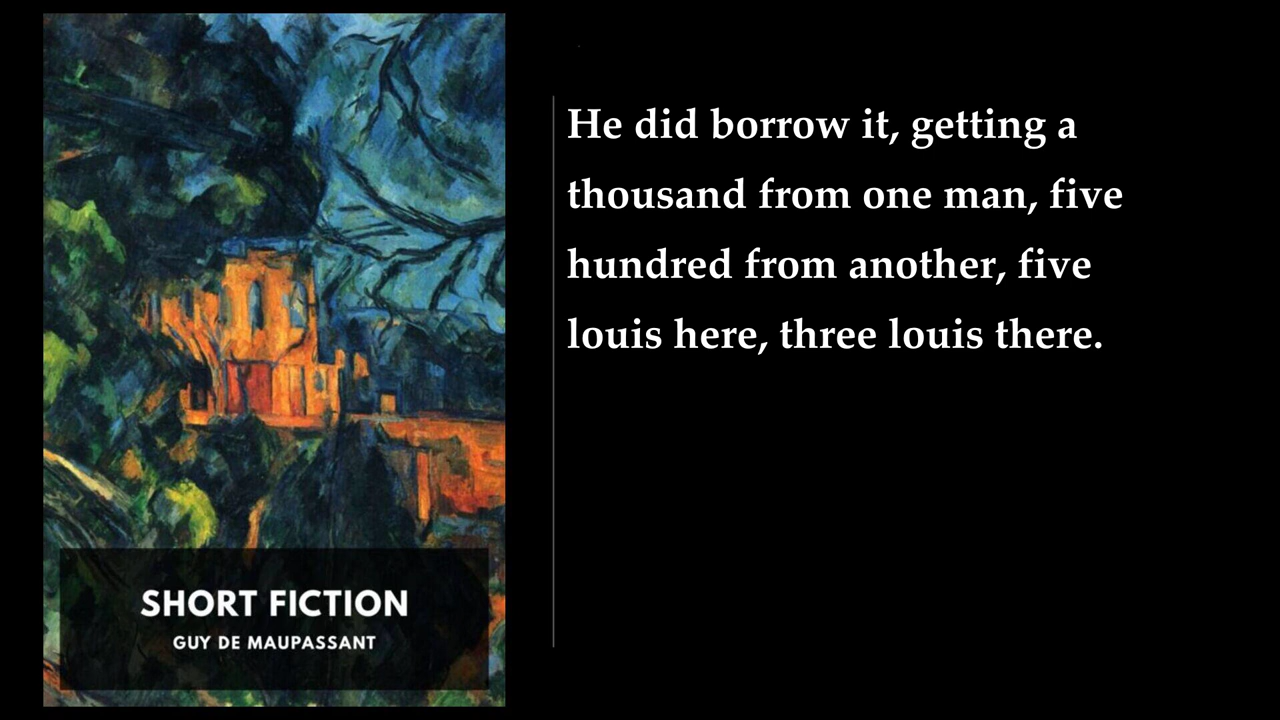 He did borrow it, getting a
thousand from one man, five
hundred from another, five
louis here, three louis there.
SHORT FICTION
GUY DE MAUPASSANT